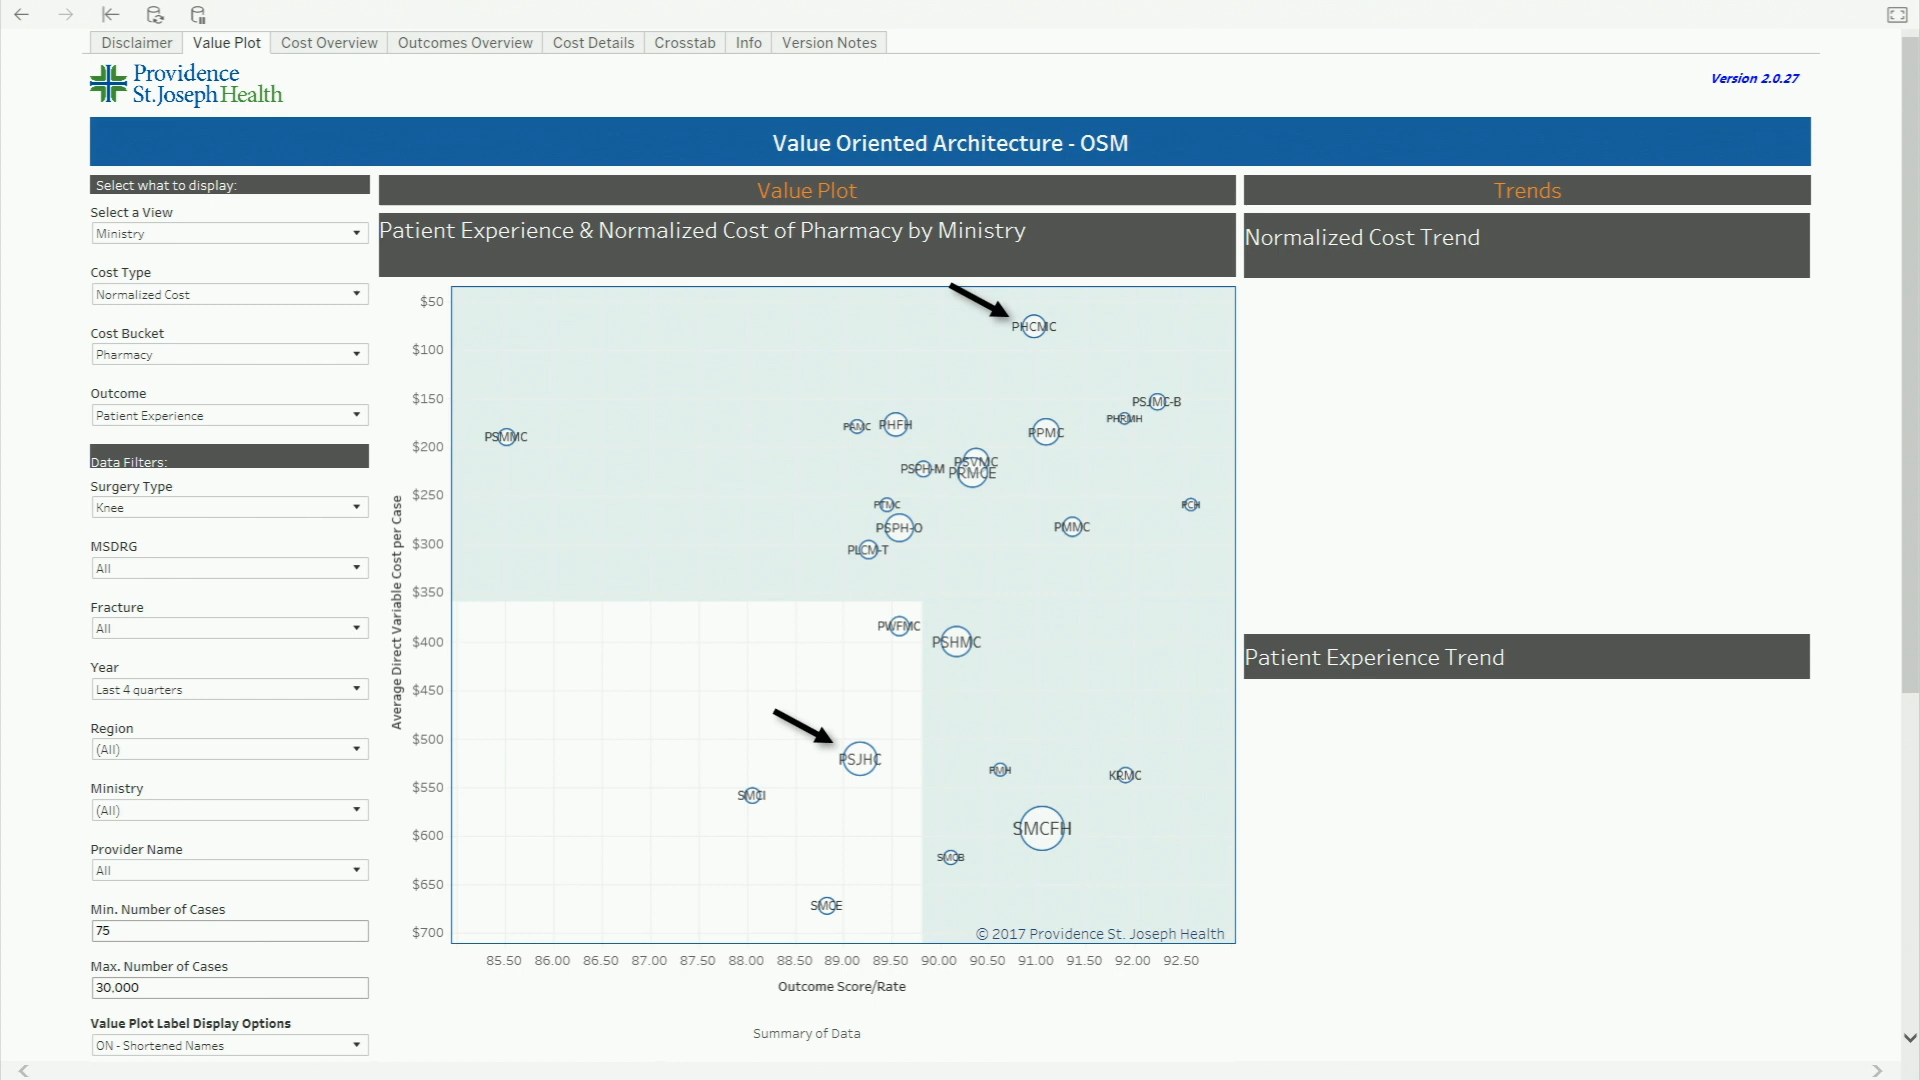 Disclaimer
Value Plot
Cost Overview
Outcomes Overview
Cost Details
Crosstab
Info
Version Notes
Providence
St.JosephHealth
Version 2.0.27
Value Oriented Architecture - OSM
Select what to display:
Select a View
Ministry
Cost Type
Normalized Cost
Cost Bucket
Pharmacy
Outcome
Patient Experience
Data Filters:
Surgery Type
Knee
MSDRG
All
Fracture
All
Year
Last 4 quarters
Region
(All)
Ministry
(All)
Provider Name
All
Min. Number of Cases
75
Max. Number of Cases
30,000
Value Plot Label Display Options
ON - Shortened Names
Value Plot
Patient Experience & Normalized Cost of Pharmacy by Ministry
Average Direct Variable Cost per Case
$50
$100
$150
$200
$250
$300
$350
$400
$450
$500
$550
$600
$650
$700
PHCMC
PSJMC-B
PHRMH
PAMC
PHFH
PPMC
PSMMC
PSVMC
PSPH-M
PRMCE
PTMC
PCH
PSPH-O
PMMC
PLCM-T
PWFMC
PSHMC
PSJHC
PMH
KRMC
SMCI
SMCFH
SMCB
SMCE
© 2017 Providence St. Joseph Health
85.50 86.00 86.50 87.00 87.50 88.00 88.50 89.00 89.50 90.00 90.50 91.00 91.50 92.00 92.50
Outcome Score/Rate
Summary of Data
Trends
Normalized Cost Trend
Patient Experience Trend